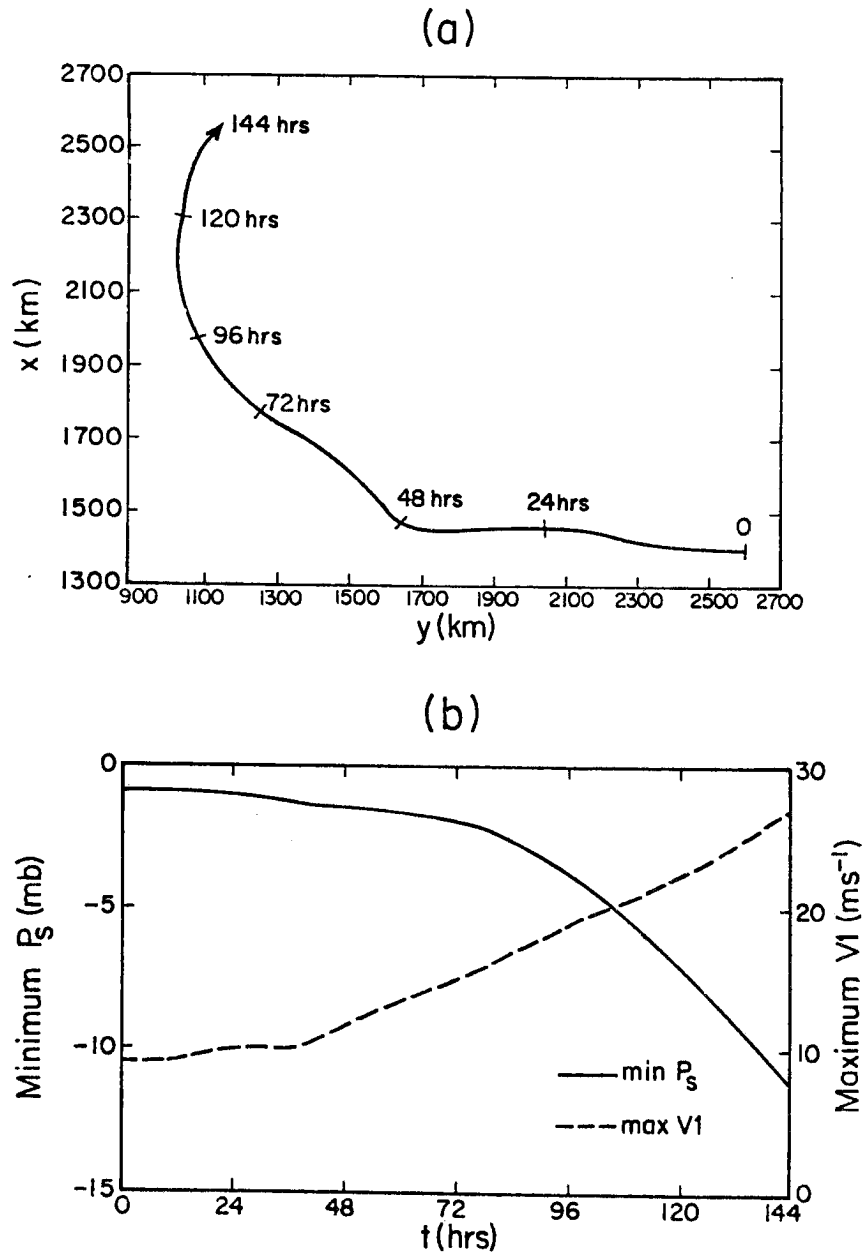 (a)
2700
2500
2300
2100
1900
1700
1500
1300
x (km)
144 hrs
120 hrs
96 hrs
72 hrs
48 hrs
24 hrs
0
900 1100 1300 1500 1700 1900 2100 2300 2500 2700
y (km)
(b)
0
-5
-10
-15
Minimum Ps (mb)
30
20
10
0
Maximum V1 (ms⁻¹)
min Ps
max V1
0 24 48 72 96 120 144
t (hrs)